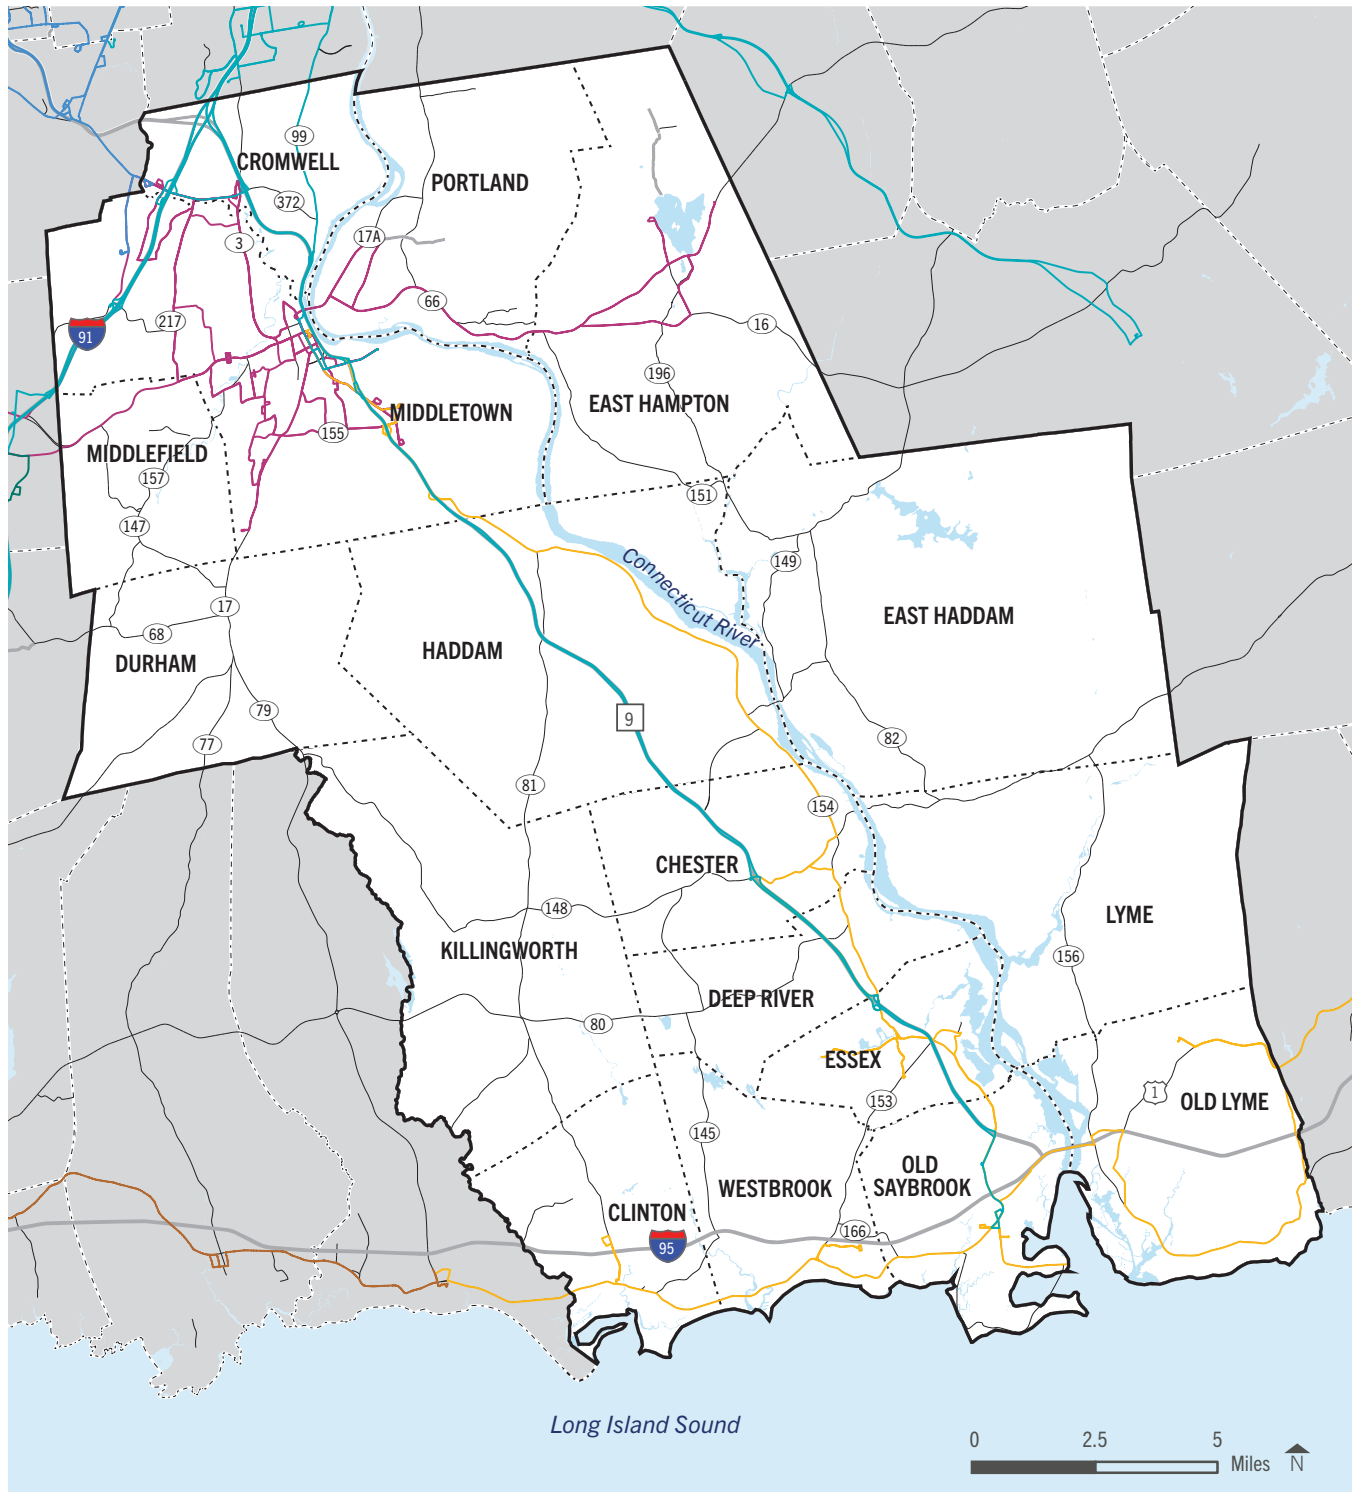 99
CROMWELL
PORTLAND
372
17A
3
66
217
16
91
196
EAST HAMPTON
MIDDLETOWN
155
MIDDLEFIELD
157
151
147
149
Connecticut River
17
EAST HADDAM
68
HADDAM
DURHAM
79
9
82
77
81
154
CHESTER
148
LYME
KILLINGWORTH
156
DEEP RIVER
80
ESSEX
1
OLD LYME
153
145
OLD
SAYBROOK
WESTBROOK
CLINTON
166
95
Long Island Sound
0 2.5 5
Miles N